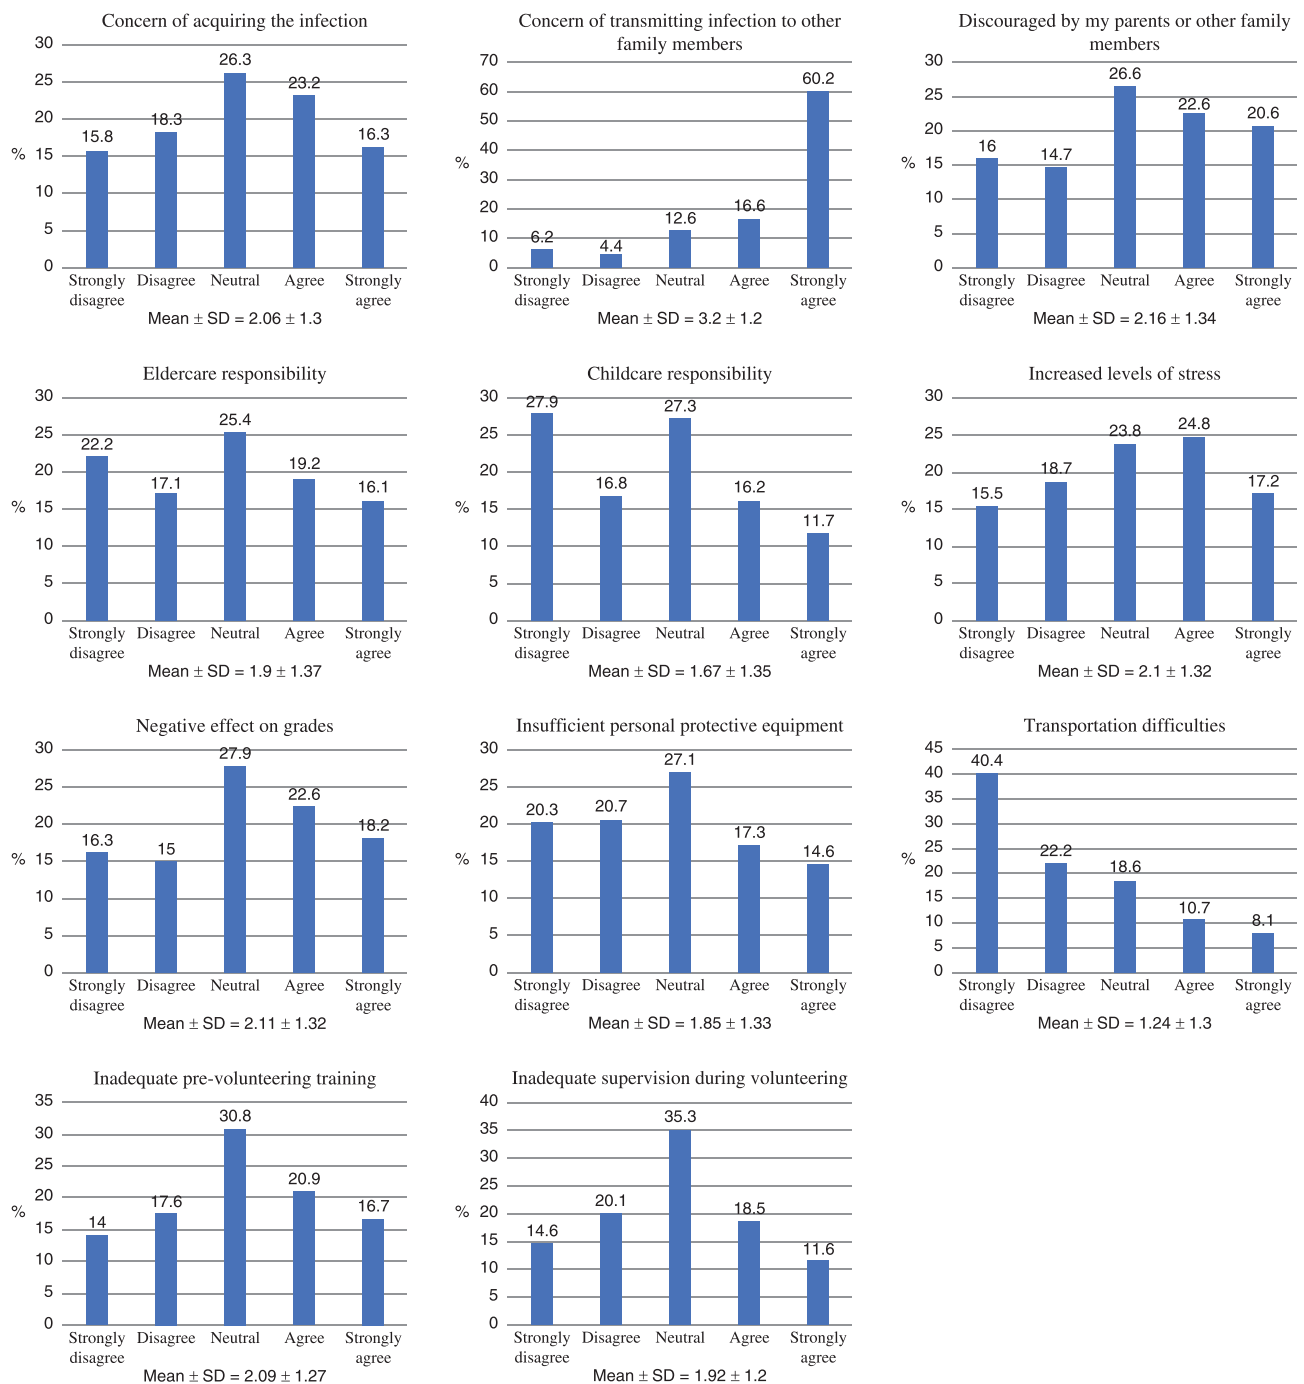 Concern of acquiring the infection
30
25
20
15
10
5
0
%
15.8
18.3
26.3
23.2
16.3
Strongly disagree
Disagree
Neutral
Agree
Strongly agree
Mean ± SD = 2.06 ± 1.3
Concern of transmitting infection to other
family members
70
60
50
40
30
20
10
0
%
6.2
4.4
12.6
16.6
60.2
Strongly disagree
Disagree
Neutral
Agree
Strongly agree
Mean ± SD = 3.2 ± 1.2
Discouraged by my parents or other family
members
30
25
20
15
10
5
0
%
16
14.7
26.6
22.6
20.6
Strongly disagree
Disagree
Neutral
Agree
Strongly agree
Mean ± SD = 2.16 ± 1.34
Eldercare responsibility
30
25
20
15
10
5
0
%
22.2
17.1
25.4
19.2
16.1
Strongly disagree
Disagree
Neutral
Agree
Strongly agree
Mean ± SD = 1.9 ± 1.37
Childcare responsibility
30
25
20
15
10
5
0
%
27.9
16.8
27.3
16.2
11.7
Strongly disagree
Disagree
Neutral
Agree
Strongly agree
Mean ± SD = 1.67 ± 1.35
Increased levels of stress
30
25
20
15
10
5
0
%
15.5
18.7
23.8
24.8
17.2
Strongly disagree
Disagree
Neutral
Agree
Strongly agree
Mean ± SD = 2.1 ± 1.32
Negative effect on grades
30
25
20
15
10
5
0
%
16.3
15
27.9
22.6
18.2
Strongly disagree
Disagree
Neutral
Agree
Strongly agree
Mean ± SD = 2.11 ± 1.32
Insufficient personal protective equipment
30
25
20
15
10
5
0
%
20.3
20.7
27.1
17.3
14.6
Strongly disagree
Disagree
Neutral
Agree
Strongly agree
Mean ± SD = 1.85 ± 1.33
Transportation difficulties
45
40
35
30
25
20
15
10
5
0
%
40.4
22.2
18.6
10.7
8.1
Strongly disagree
Disagree
Neutral
Agree
Strongly agree
Mean ± SD = 1.24 ± 1.3
Inadequate pre-volunteering training
35
30
25
20
15
10
5
0
%
14
17.6
30.8
20.9
16.7
Strongly disagree
Disagree
Neutral
Agree
Strongly agree
Mean ± SD = 2.09 ± 1.27
Inadequate supervision during volunteering
40
35
30
25
20
15
10
5
0
%
14.6
20.1
35.3
18.5
11.6
Strongly disagree
Disagree
Neutral
Agree
Strongly agree
Mean ± SD = 1.92 ± 1.2